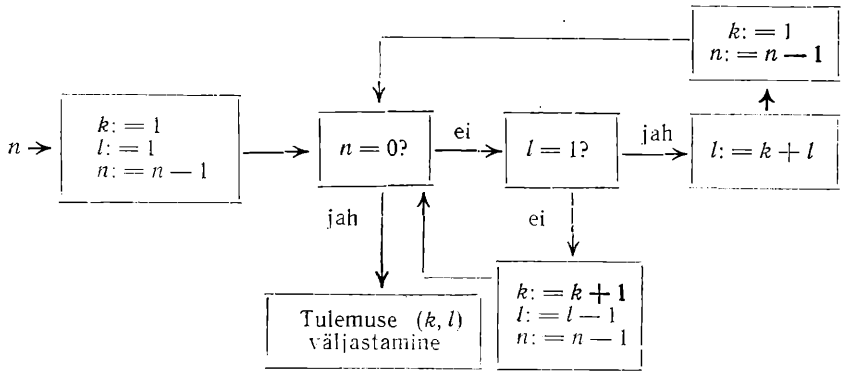 k: = 1
n: = n − 1
n
k: = 1
l: = 1
n: = n − 1
n = 0?
ei
l = 1?
jah
l: = k + l
jah
ei
k: = k + 1
l: = l − 1
n: = n − 1
Tulemuse (k, l)
väljastamine